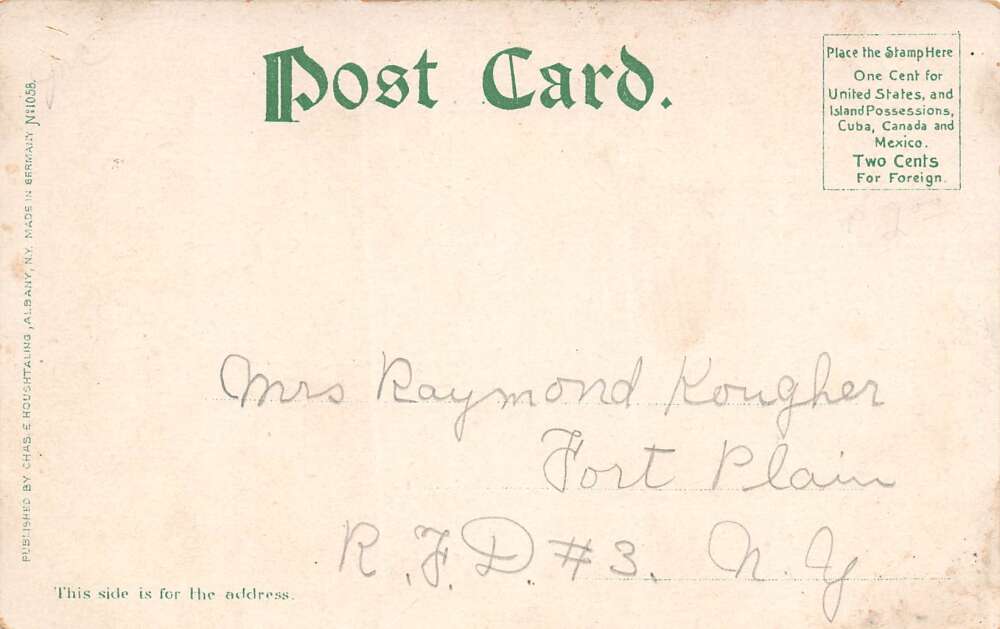 Post Card.
Place the Stamp Here
One Cent for
United States, and
Island Possessions,
Cuba, Canada and
Mexico.
Two Cents
For Foreign.
PUBLISHED BY CHAS. E. HOUGHTALING, ALBANY, N.Y. MADE IN GERMANY No 1058.
Mrs Raymond Kougher
Fort Plain
R.F.D. #3. N. Y
This side is for the address.